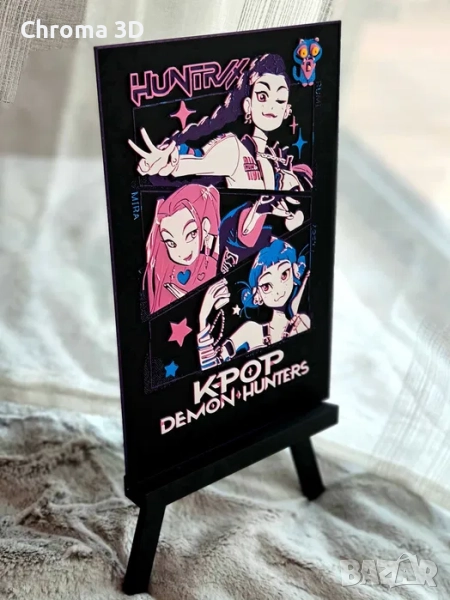 Chroma 3D
HUNTR/X
MIRA
K-POP
DEMON HUNTERS
BAZAR